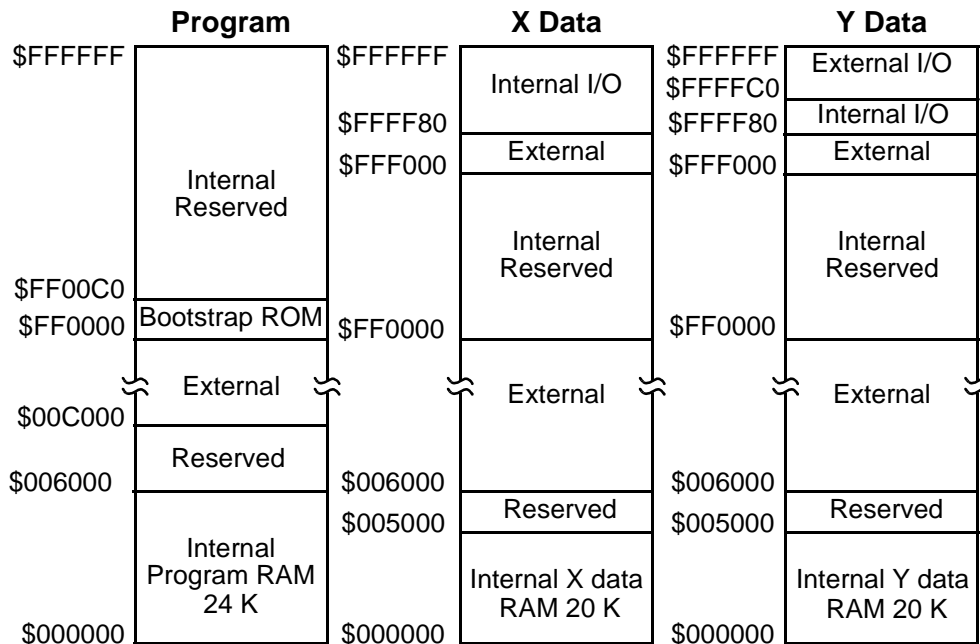 Program
$FFFFFF
Internal
Reserved
$FF00C0
Bootstrap ROM
$FF0000
External
$00C000
Reserved
$006000
Internal
Program RAM
24 K
$000000
X Data
$FFFFFF
Internal I/O
$FFFF80
External
$FFF000
Internal
Reserved
$FF0000
External
$006000
Reserved
$005000
Internal X data
RAM 20 K
$000000
Y Data
$FFFFFF
External I/O
$FFFFC0
Internal I/O
$FFFF80
External
$FFF000
Internal
Reserved
$FF0000
External
$006000
Reserved
$005000
Internal Y data
RAM 20 K
$000000